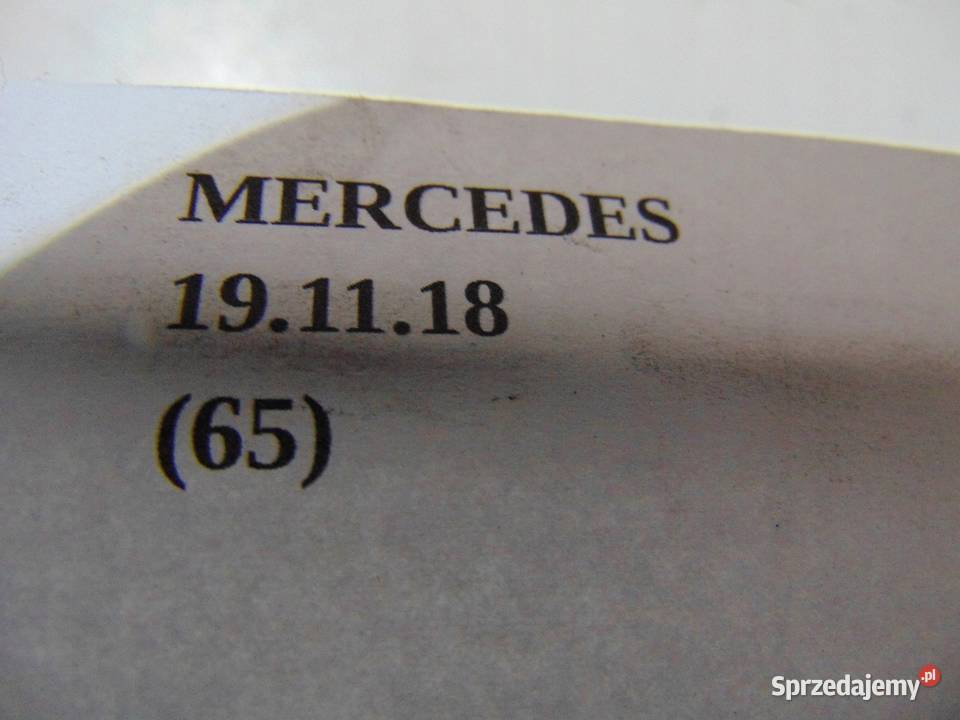 MERCEDES
19.11.18
(65)
Sprzedajemy.pl